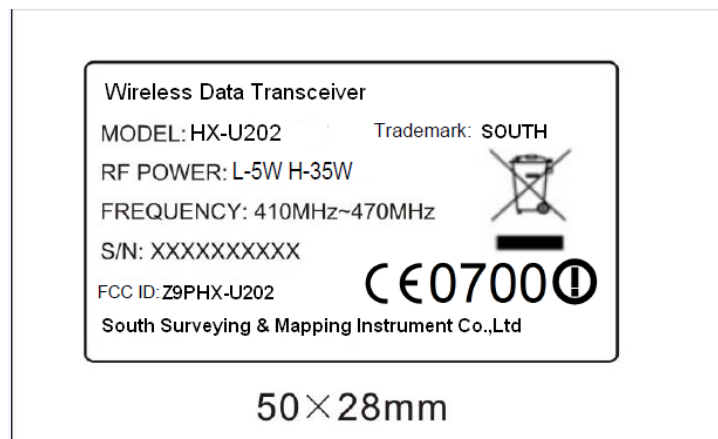 Wireless Data Transceiver
MODEL: HX-U202 Trademark: SOUTH
RF POWER: L-5W H-35W
FREQUENCY: 410MHz~470MHz
S/N: XXXXXXXXXX
FCC ID: Z9PHX-U202 CE0700
South Surveying & Mapping Instrument Co.,Ltd
50×28mm